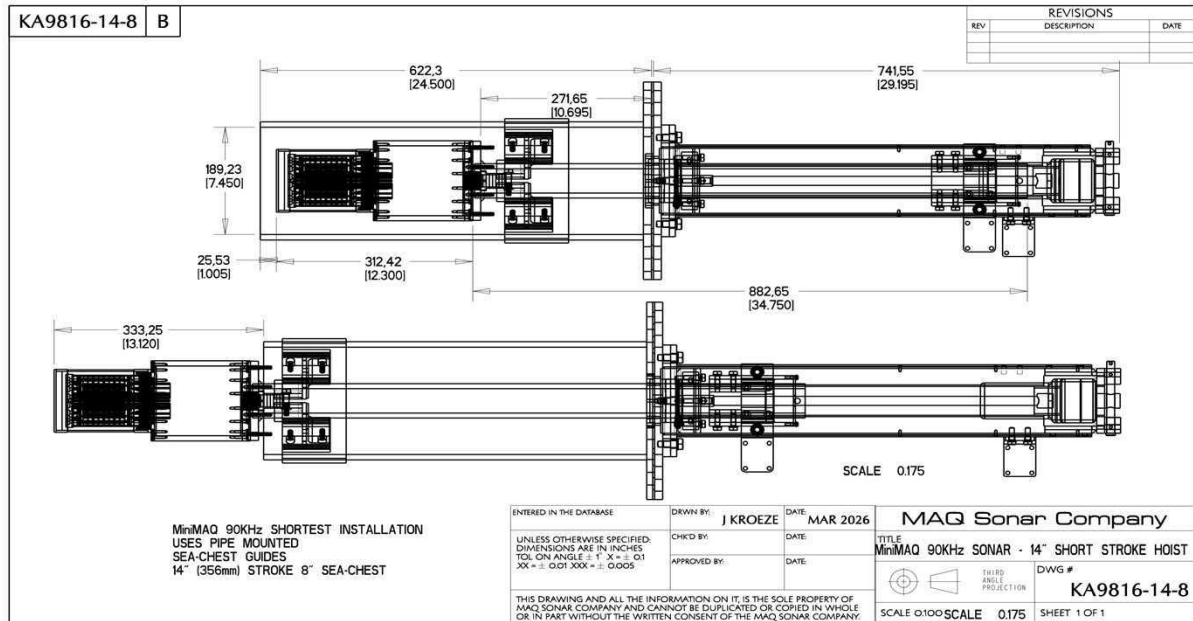 KA9816-14-8 B
REVISIONS
REV DESCRIPTION DATE
622,3
[24.500]
741,55
[29.195]
271,65
[10.695]
189,23
[7.450]
25,53
[1.005]
312,42
[12.300]
882,65
[34.750]
333,25
[13.120]
SCALE 0.175
MiniMAQ 90KHz SHORTEST INSTALLATION
USES PIPE MOUNTED
SEA-CHEST GUIDES
14" (356mm) STROKE 8" SEA-CHEST
ENTERED IN THE DATABASE
DRWN BY: J KROEZE
DATE: MAR 2026
UNLESS OTHERWISE SPECIFIED:
DIMENSIONS ARE IN INCHES
TOL ON ANGLE ± 1° .X = ± 0.1
.XX = ± 0.01 .XXX = ± 0.005
CHK'D BY: DATE:
APPROVED BY: DATE:
THIS DRAWING AND ALL THE INFORMATION ON IT, IS THE SOLE PROPERTY OF
MAQ SONAR COMPANY AND CANNOT BE DUPLICATED OR COPIED IN WHOLE
OR IN PART WITHOUT THE WRITTEN CONSENT OF THE MAQ SONAR COMPANY.
MAQ Sonar Company
TITLE
MiniMAQ 90KHz SONAR - 14" SHORT STROKE HOIST
THIRD
ANGLE
PROJECTION
DWG #
KA9816-14-8
SCALE 0.100 SCALE 0.175 SHEET 1 OF 1